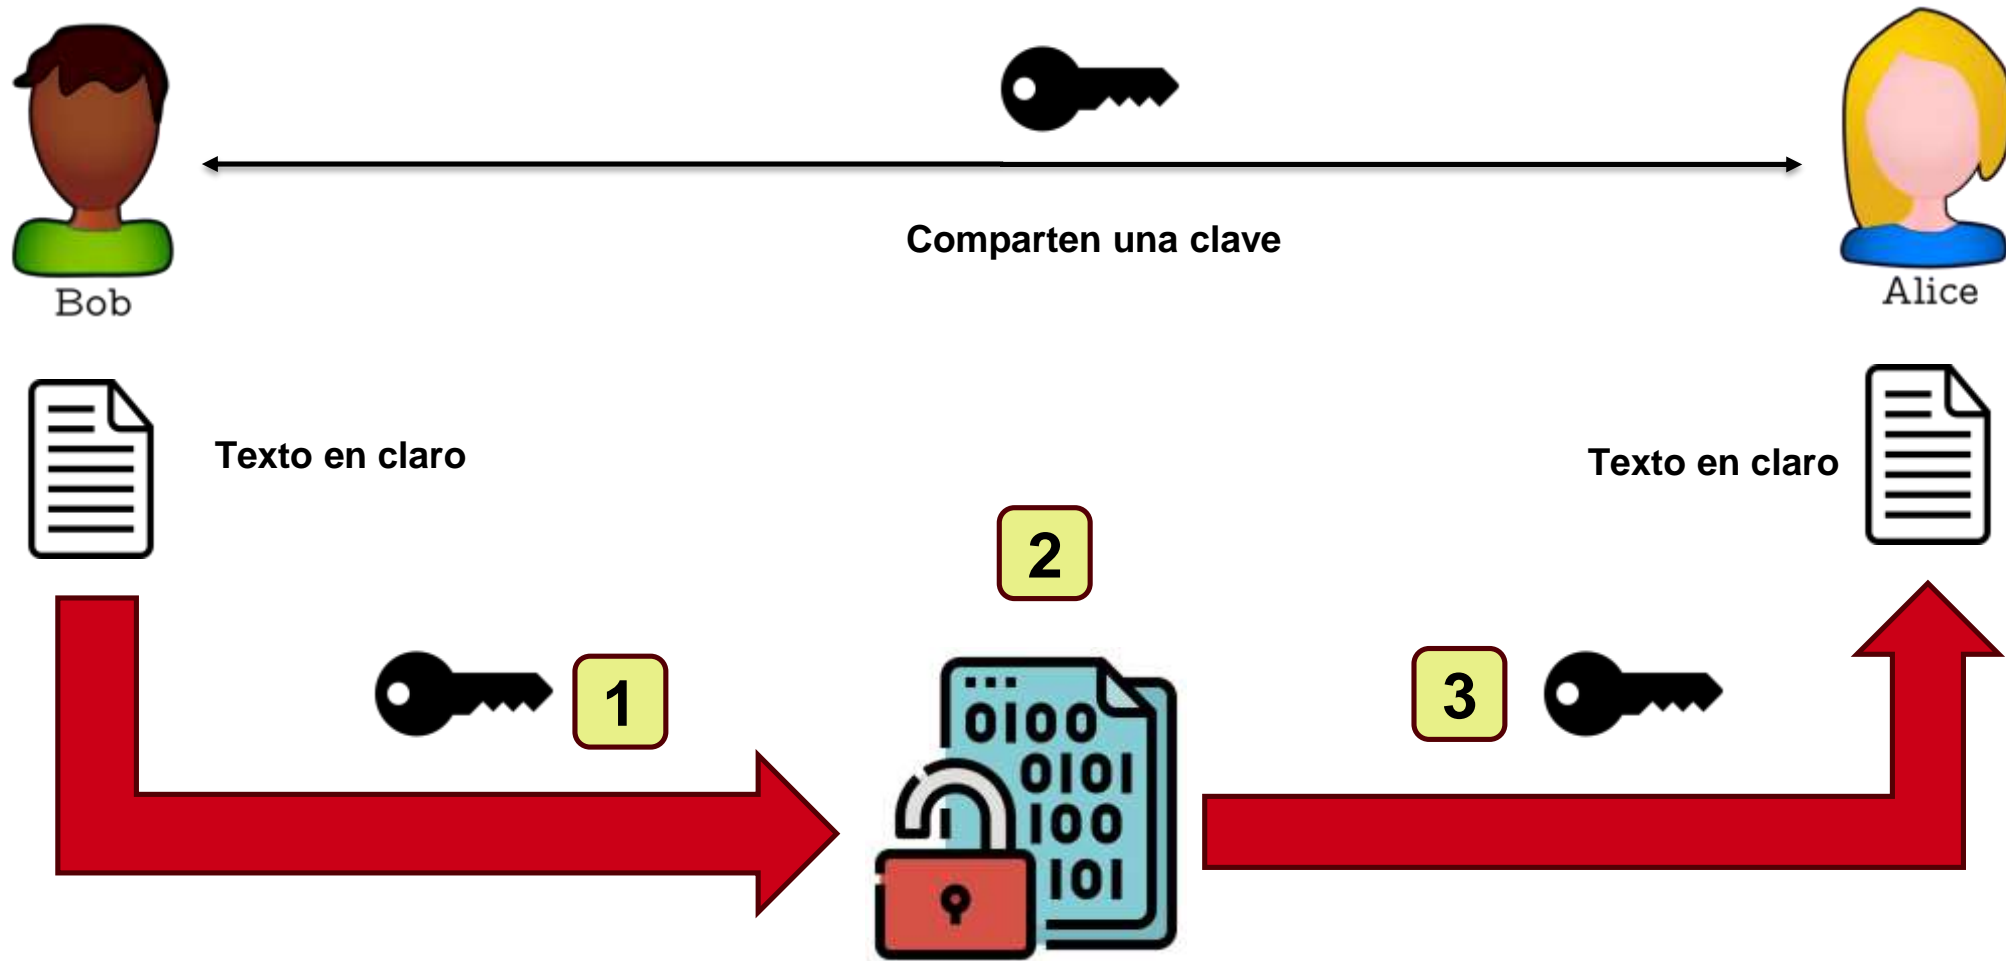 Comparten una clave
Bob
Alice
Texto en claro
Texto en claro
2
1
3
0100
0101
100
101